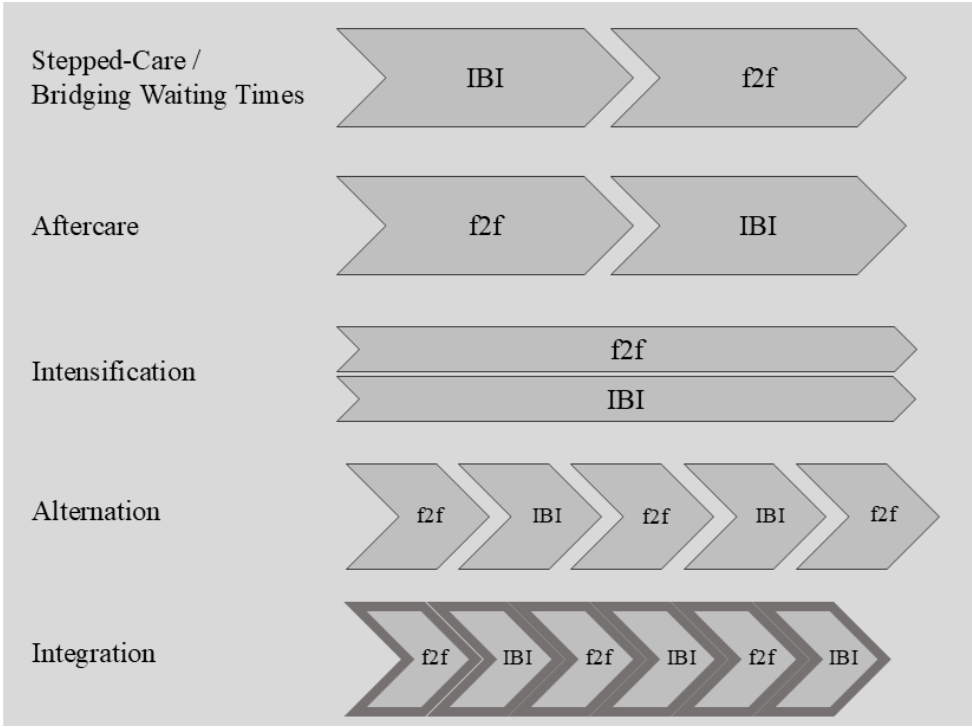 Stepped-Care /
Bridging Waiting Times
IBI
f2f
Aftercare
f2f
IBI
Intensification
f2f
IBI
Alternation
f2f
IBI
f2f
IBI
f2f
Integration
f2f
IBI
f2f
IBI
f2f
IBI